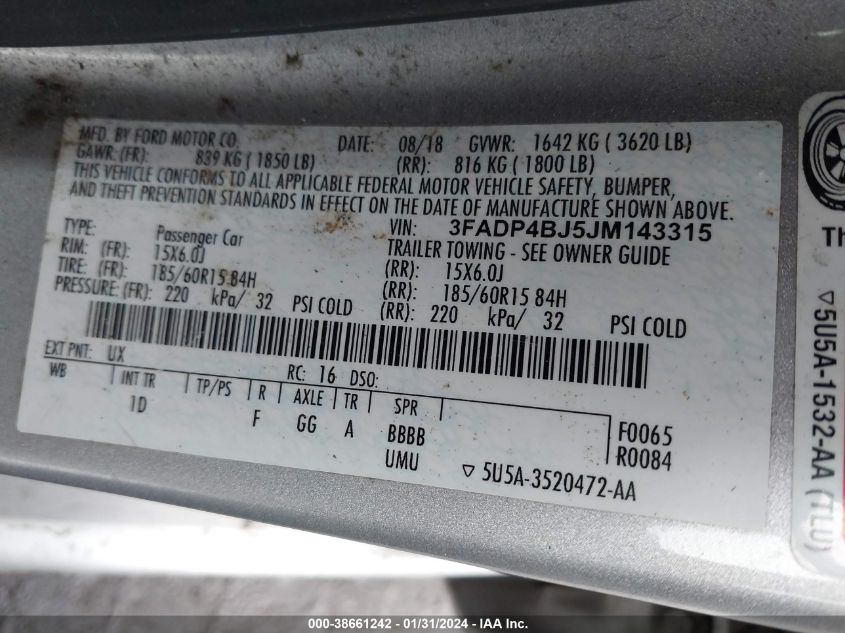 MFD. BY FORD MOTOR CO. DATE: 08/18 GVWR: 1642 KG ( 3620 LB)
GAWR: (FR): 839 KG ( 1850 LB) (RR): 816 KG ( 1800 LB)
THIS VEHICLE CONFORMS TO ALL APPLICABLE FEDERAL MOTOR VEHICLE SAFETY, BUMPER,
AND THEFT PREVENTION STANDARDS IN EFFECT ON THE DATE OF MANUFACTURE SHOWN ABOVE.
VIN: 3FADP4BJ5JM143315
TYPE: Passenger Car TRAILER TOWING - SEE OWNER GUIDE
RIM: (FR): 15X6.0J (RR): 15X6.0J
TIRE: (FR): 185/60R15 84H (RR): 185/60R15 84H
PRESSURE: (FR): 220 kPa/ 32 PSI COLD (RR): 220 kPa/ 32 PSI COLD
EXT PNT: UX RC: 16 DSO:
WB INT TR TP/PS R AXLE TR SPR
1D F GG A BBBB F0065
UMU R0084
▽ 5U5A-3520472-AA
Th
▽5U5A-1532-AA (TLU)
000-38661242 - 01/31/2024 - IAAI, Inc.